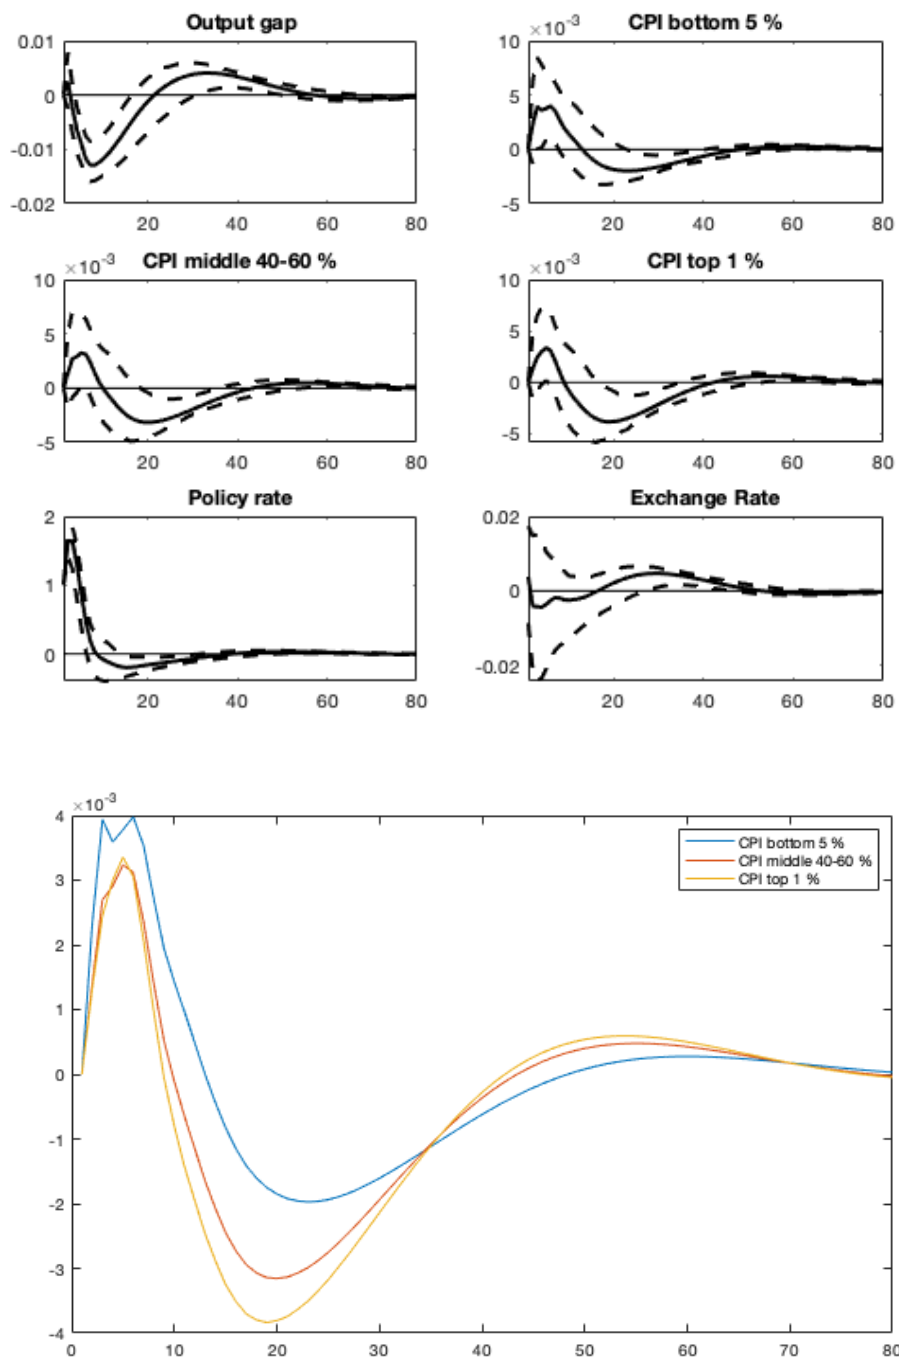 Output gap
0.01
0
-0.01
-0.02
20 40 60 80
CPI bottom 5 %
×10-3
10
5
0
-5
20 40 60 80
CPI middle 40-60 %
×10-3
10
5
0
-5
20 40 60 80
CPI top 1 %
×10-3
10
5
0
-5
20 40 60 80
Policy rate
2
1
0
20 40 60 80
Exchange Rate
0.02
0
-0.02
20 40 60 80
×10-3
4
3
2
1
0
-1
-2
-3
-4
0 10 20 30 40 50 60 70 80
CPI bottom 5 %
CPI middle 40-60 %
CPI top 1 %